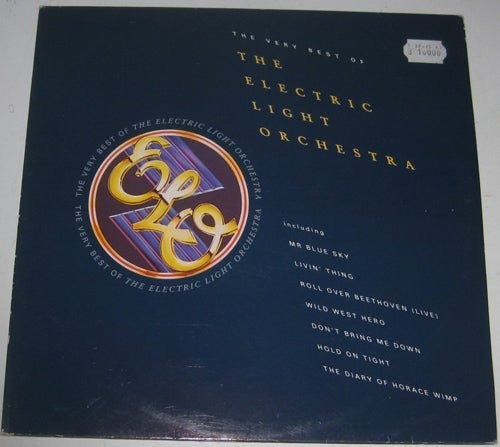 THE VERY BEST OF
THE
ELECTRIC
LIGHT
ORCHESTRA
THE VERY BEST OF THE ELECTRIC LIGHT ORCHESTRA
THE VERY BEST OF THE ELECTRIC LIGHT ORCHESTRA
ELO
including
MR BLUE SKY
LIVIN' THING
ROLL OVER BEETHOVEN (LIVE)
WILD WEST HERO
DON'T BRING ME DOWN
HOLD ON TIGHT
THE DIARY OF HORACE WIMP